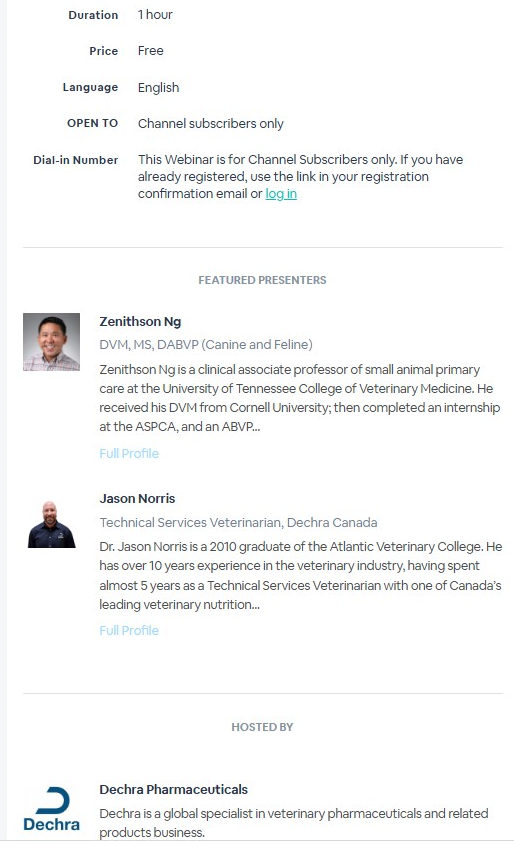 Duration 1 hour
Price Free
Language English
OPEN TO Channel subscribers only
Dial-in Number This Webinar is for Channel Subscribers only. If you have
already registered, use the link in your registration
confirmation email or log in
FEATURED PRESENTERS
Zenithson Ng
DVM, MS, DABVP (Canine and Feline)
Zenithson Ng is a clinical associate professor of small animal primary
care at the University of Tennessee College of Veterinary Medicine. He
received his DVM from Cornell University; then completed an internship
at the ASPCA, and an ABVP...
Full Profile
Jason Norris
Technical Services Veterinarian, Dechra Canada
Dr. Jason Norris is a 2010 graduate of the Atlantic Veterinary College. He
has over 10 years experience in the veterinary industry, having spent
almost 5 years as a Technical Services Veterinarian with one of Canada's
leading veterinary nutrition...
Full Profile
HOSTED BY
Dechra
Dechra Pharmaceuticals
Dechra is a global specialist in veterinary pharmaceuticals and related
products business.